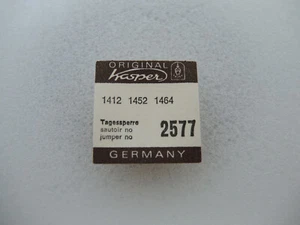 ORIGINAL
Kasper
1412 1452 1464
Tagessperre
sautoir no
jumper no
2577
GERMANY